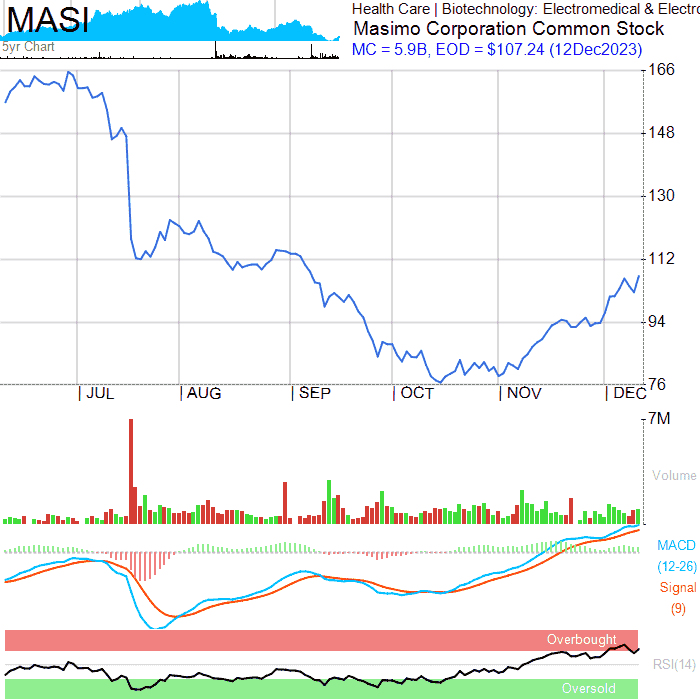 MASI
5yr Chart
Health Care | Biotechnology: Electromedical & Electro
Masimo Corporation Common Stock
MC = 5.9B, EOD = $107.24 (12Dec2023)
166
148
130
112
94
76
JUL AUG SEP OCT NOV DEC
7M
Volume
MACD
(12-26)
Signal
(9)
Overbought
RSI(14)
Oversold